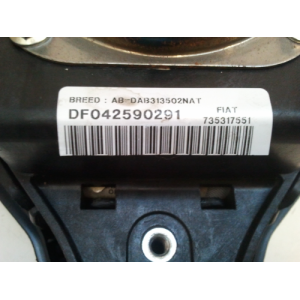 BREED : AB-DAB313502NAT
DF042590291
FIAT
735317551